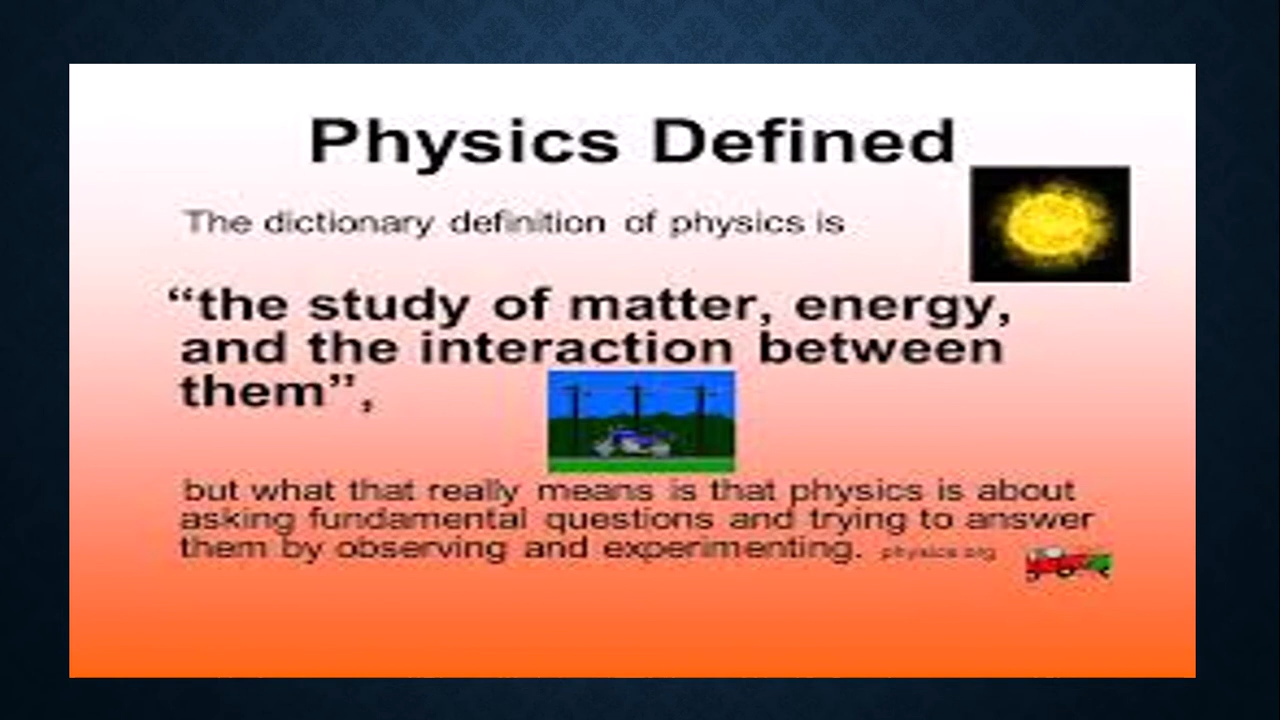 Physics Defined
The dictionary definition of physics is
“the study of matter, energy,
and the interaction between
them”,
but what that really means is that physics is about
asking fundamental questions and trying to answer
them by observing and experimenting. physics.org